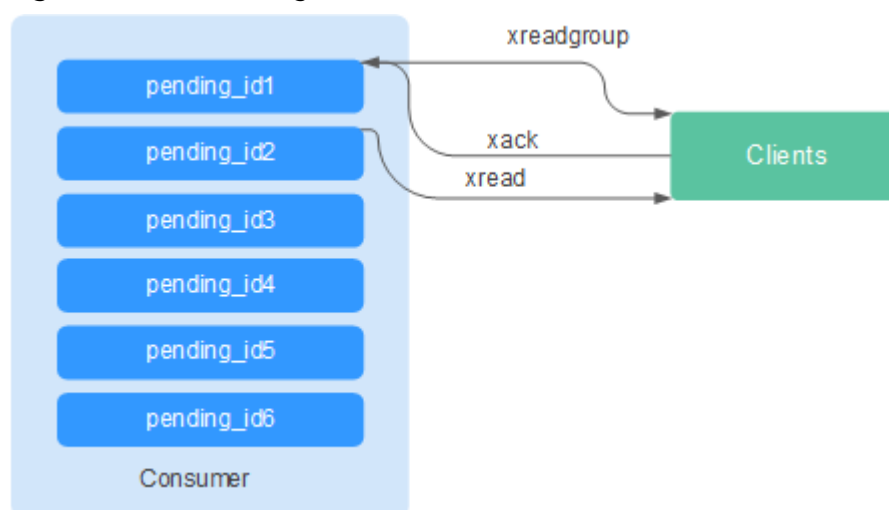 xreadgroup
pending_id1
xack
pending_id2
Clients
xread
pending_id3
pending_id4
pending_id5
pending_id6
Consumer